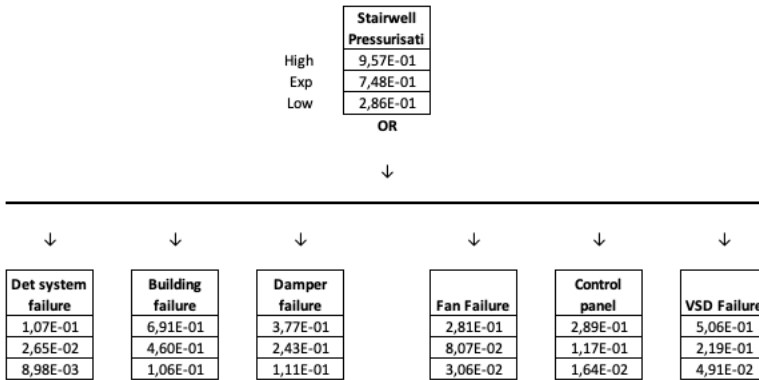 Stairwell
Pressurisati
High 9,57E-01
Exp 7,48E-01
Low 2,86E-01
OR
↓
↓ ↓ ↓ ↓ ↓ ↓
Det system Building Damper Control
failure failure failure Fan Failure panel VSD Failure
1,07E-01 6,91E-01 3,77E-01 2,81E-01 2,89E-01 5,06E-01
2,65E-02 4,60E-01 2,43E-01 8,07E-02 1,17E-01 2,19E-01
8,98E-03 1,06E-01 1,11E-01 3,06E-02 1,64E-02 4,91E-02